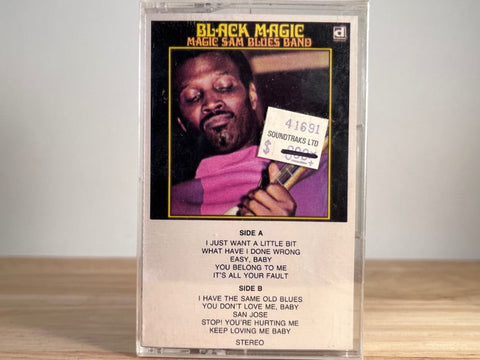 BLACK MAGIC
MAGIC SAM BLUES BAND
d
41691
SOUNDTRAKS LTD
$
SIDE A
I JUST WANT A LITTLE BIT
WHAT HAVE I DONE WRONG
EASY, BABY
YOU BELONG TO ME
IT'S ALL YOUR FAULT
SIDE B
I HAVE THE SAME OLD BLUES
YOU DON'T LOVE ME, BABY
SAN JOSE
STOP! YOU'RE HURTING ME
KEEP LOVING ME BABY
STEREO